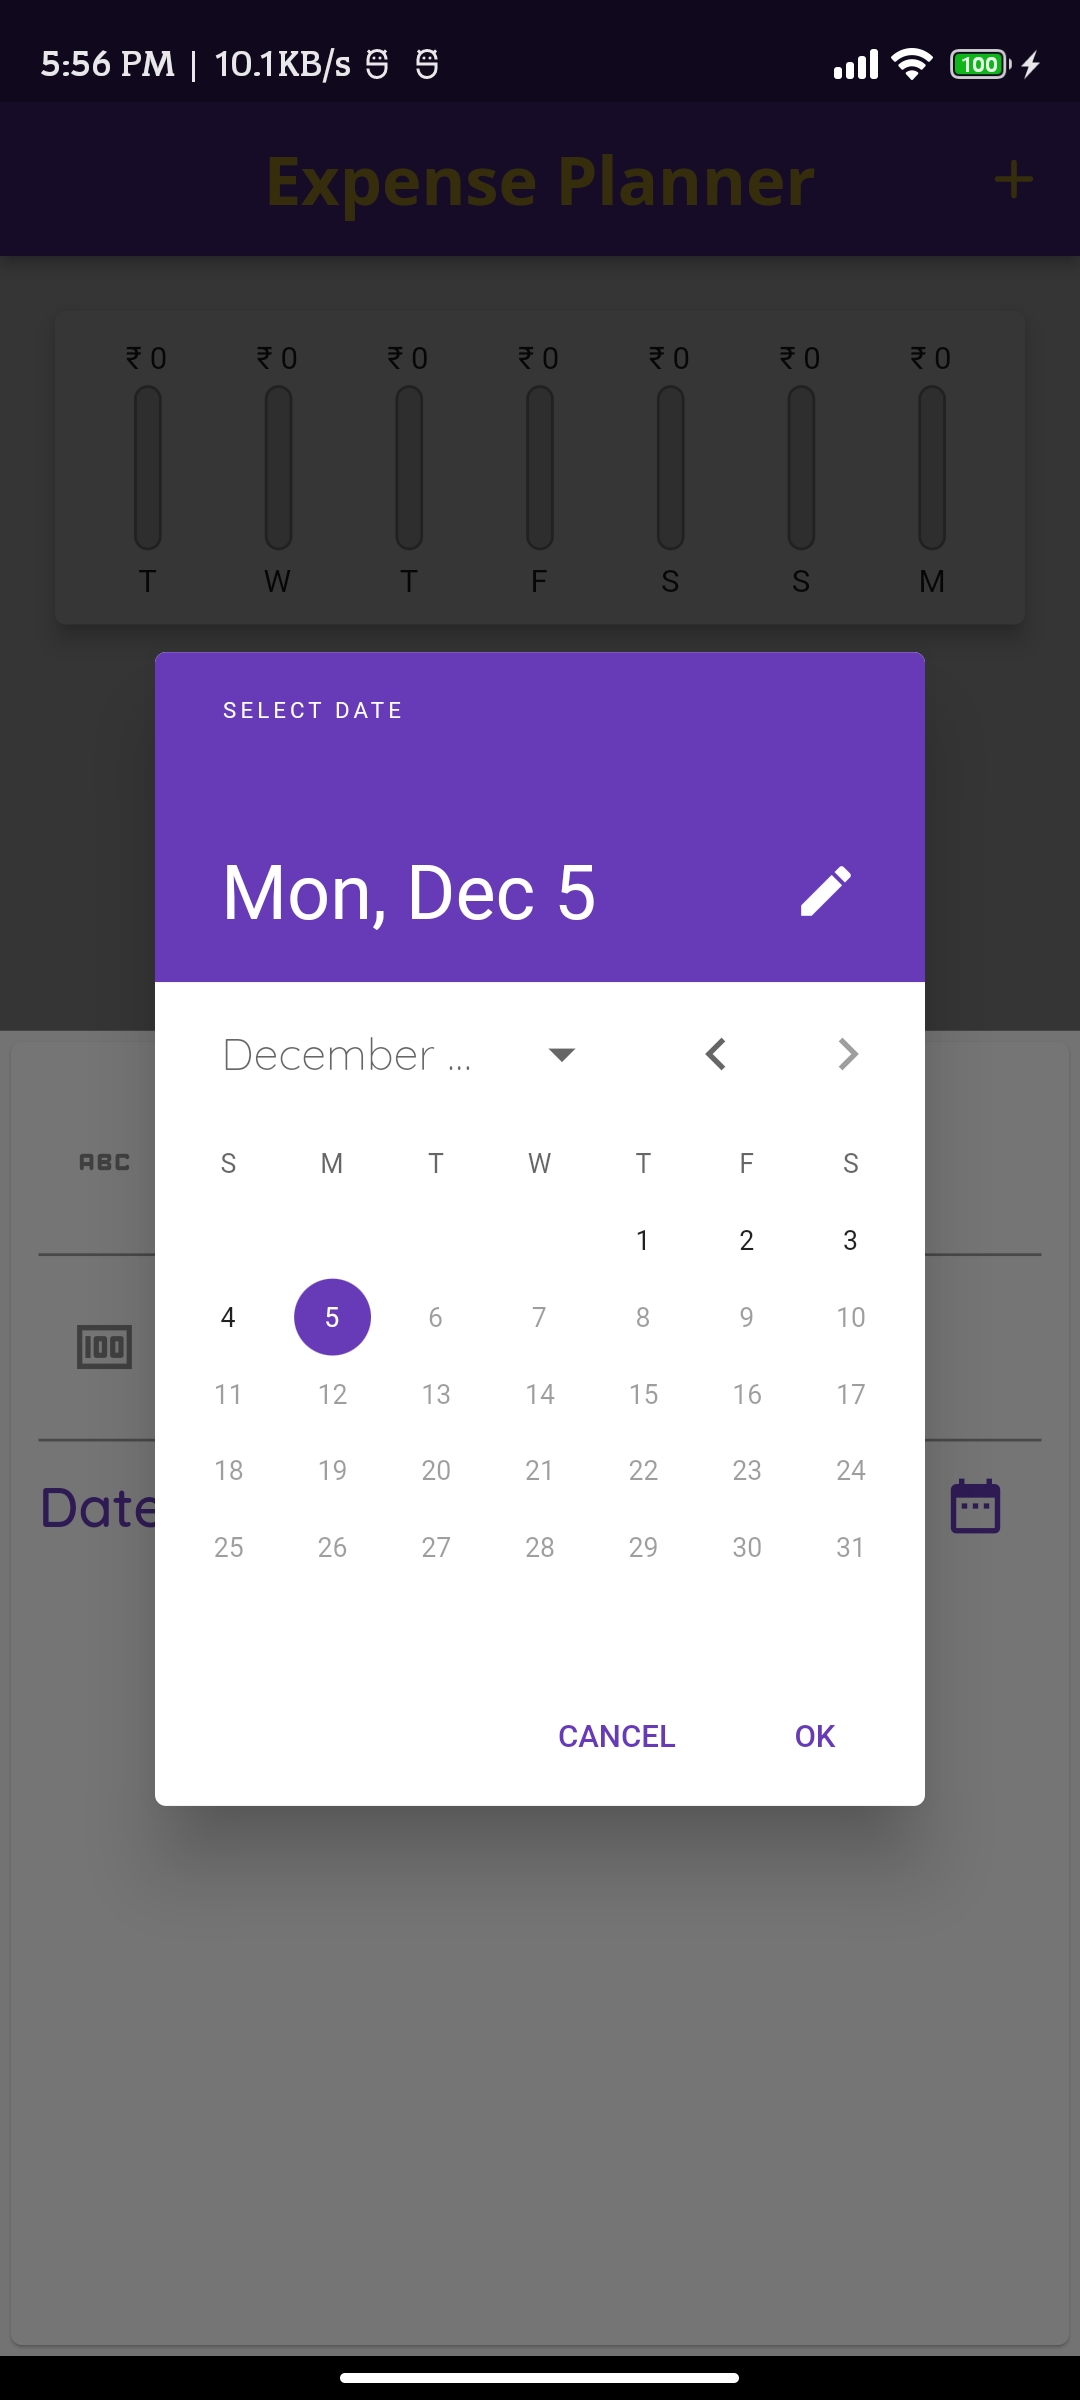 5:56 PM | 10.1KB/s
100
Expense Planner
₹ 0 ₹ 0 ₹ 0 ₹ 0 ₹ 0 ₹ 0 ₹ 0
T W T F S S M
SELECT DATE
Mon, Dec 5
December ...
S M T W T F S
1 2 3
4 5 6 7 8 9 10
11 12 13 14 15 16 17
18 19 20 21 22 23 24
25 26 27 28 29 30 31
ABC
100
Date
CANCEL OK